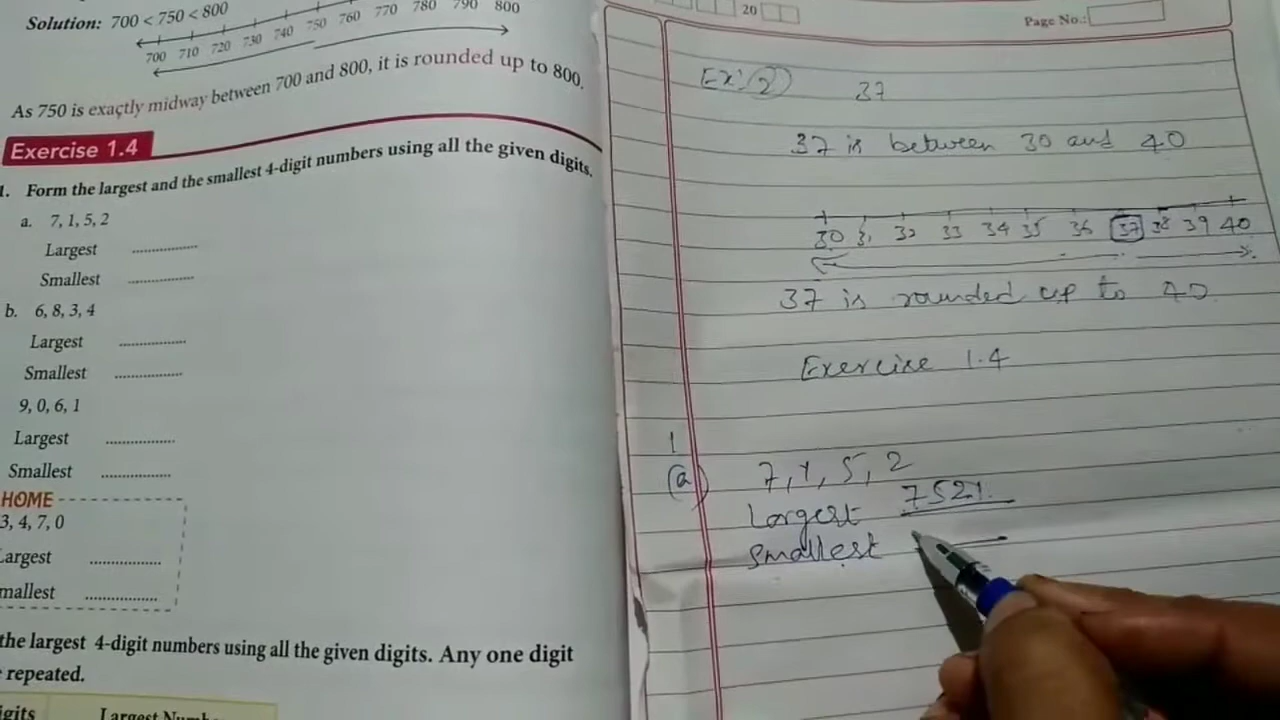 Solution: 700 < 750 < 800
700 710 720 730 740 750 760 770 780 790 800
As 750 is exactly midway between 700 and 800, it is rounded up to 800.
Exercise 1.4
1. Form the largest and the smallest 4-digit numbers using all the given digits.
a. 7, 1, 5, 2
Largest ..................
Smallest ..................
b. 6, 8, 3, 4
Largest ..................
Smallest ..................
9, 0, 6, 1
Largest ..................
Smallest ..................
HOME
3, 4, 7, 0
Largest ..................
mallest ..................
the largest 4-digit numbers using all the given digits. Any one digit
repeated.
igits Largest Numb
20
Page No.:
Ex: 2) 37
37 is between 30 and 40
30 31 32 33 34 35 36 37 38 39 40
37 is rounded up to 40
Exercise 1.4
1
(a) 7, 1, 5, 2
Largest 7521
Smallest